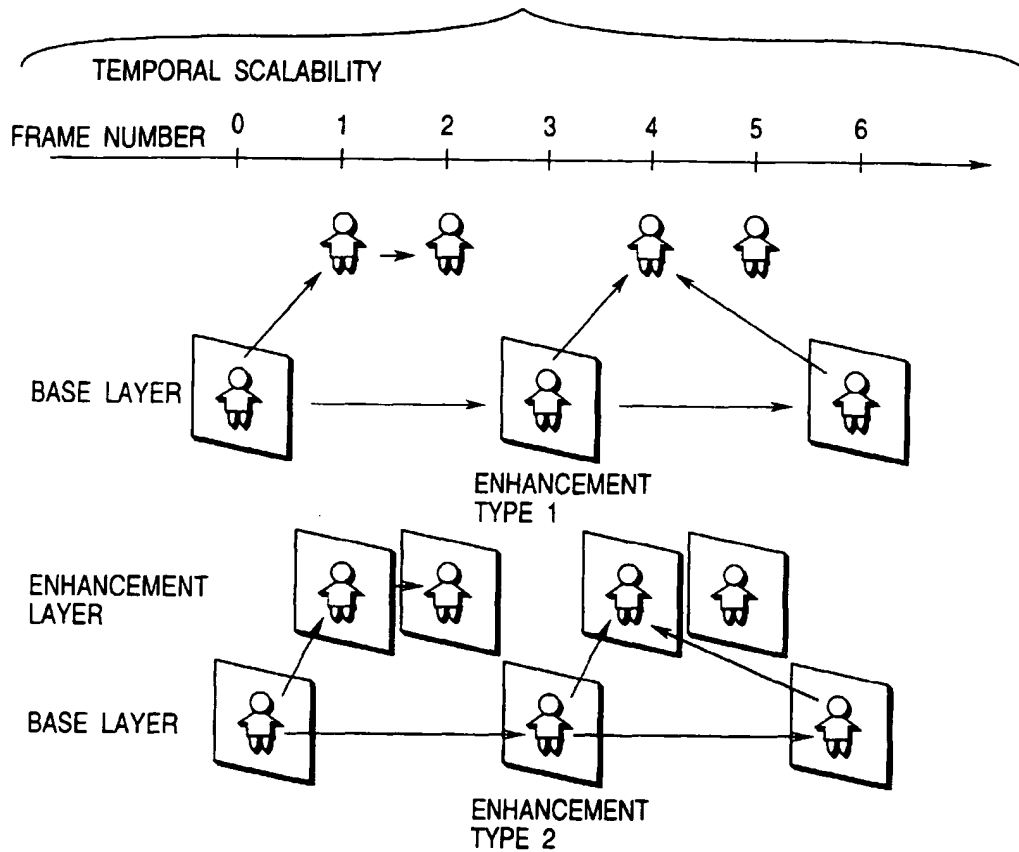 TEMPORAL SCALABILITY
FRAME NUMBER 0 1 2 3 4 5 6
BASE LAYER
ENHANCEMENT
TYPE 1
ENHANCEMENT
LAYER
BASE LAYER
ENHANCEMENT
TYPE 2